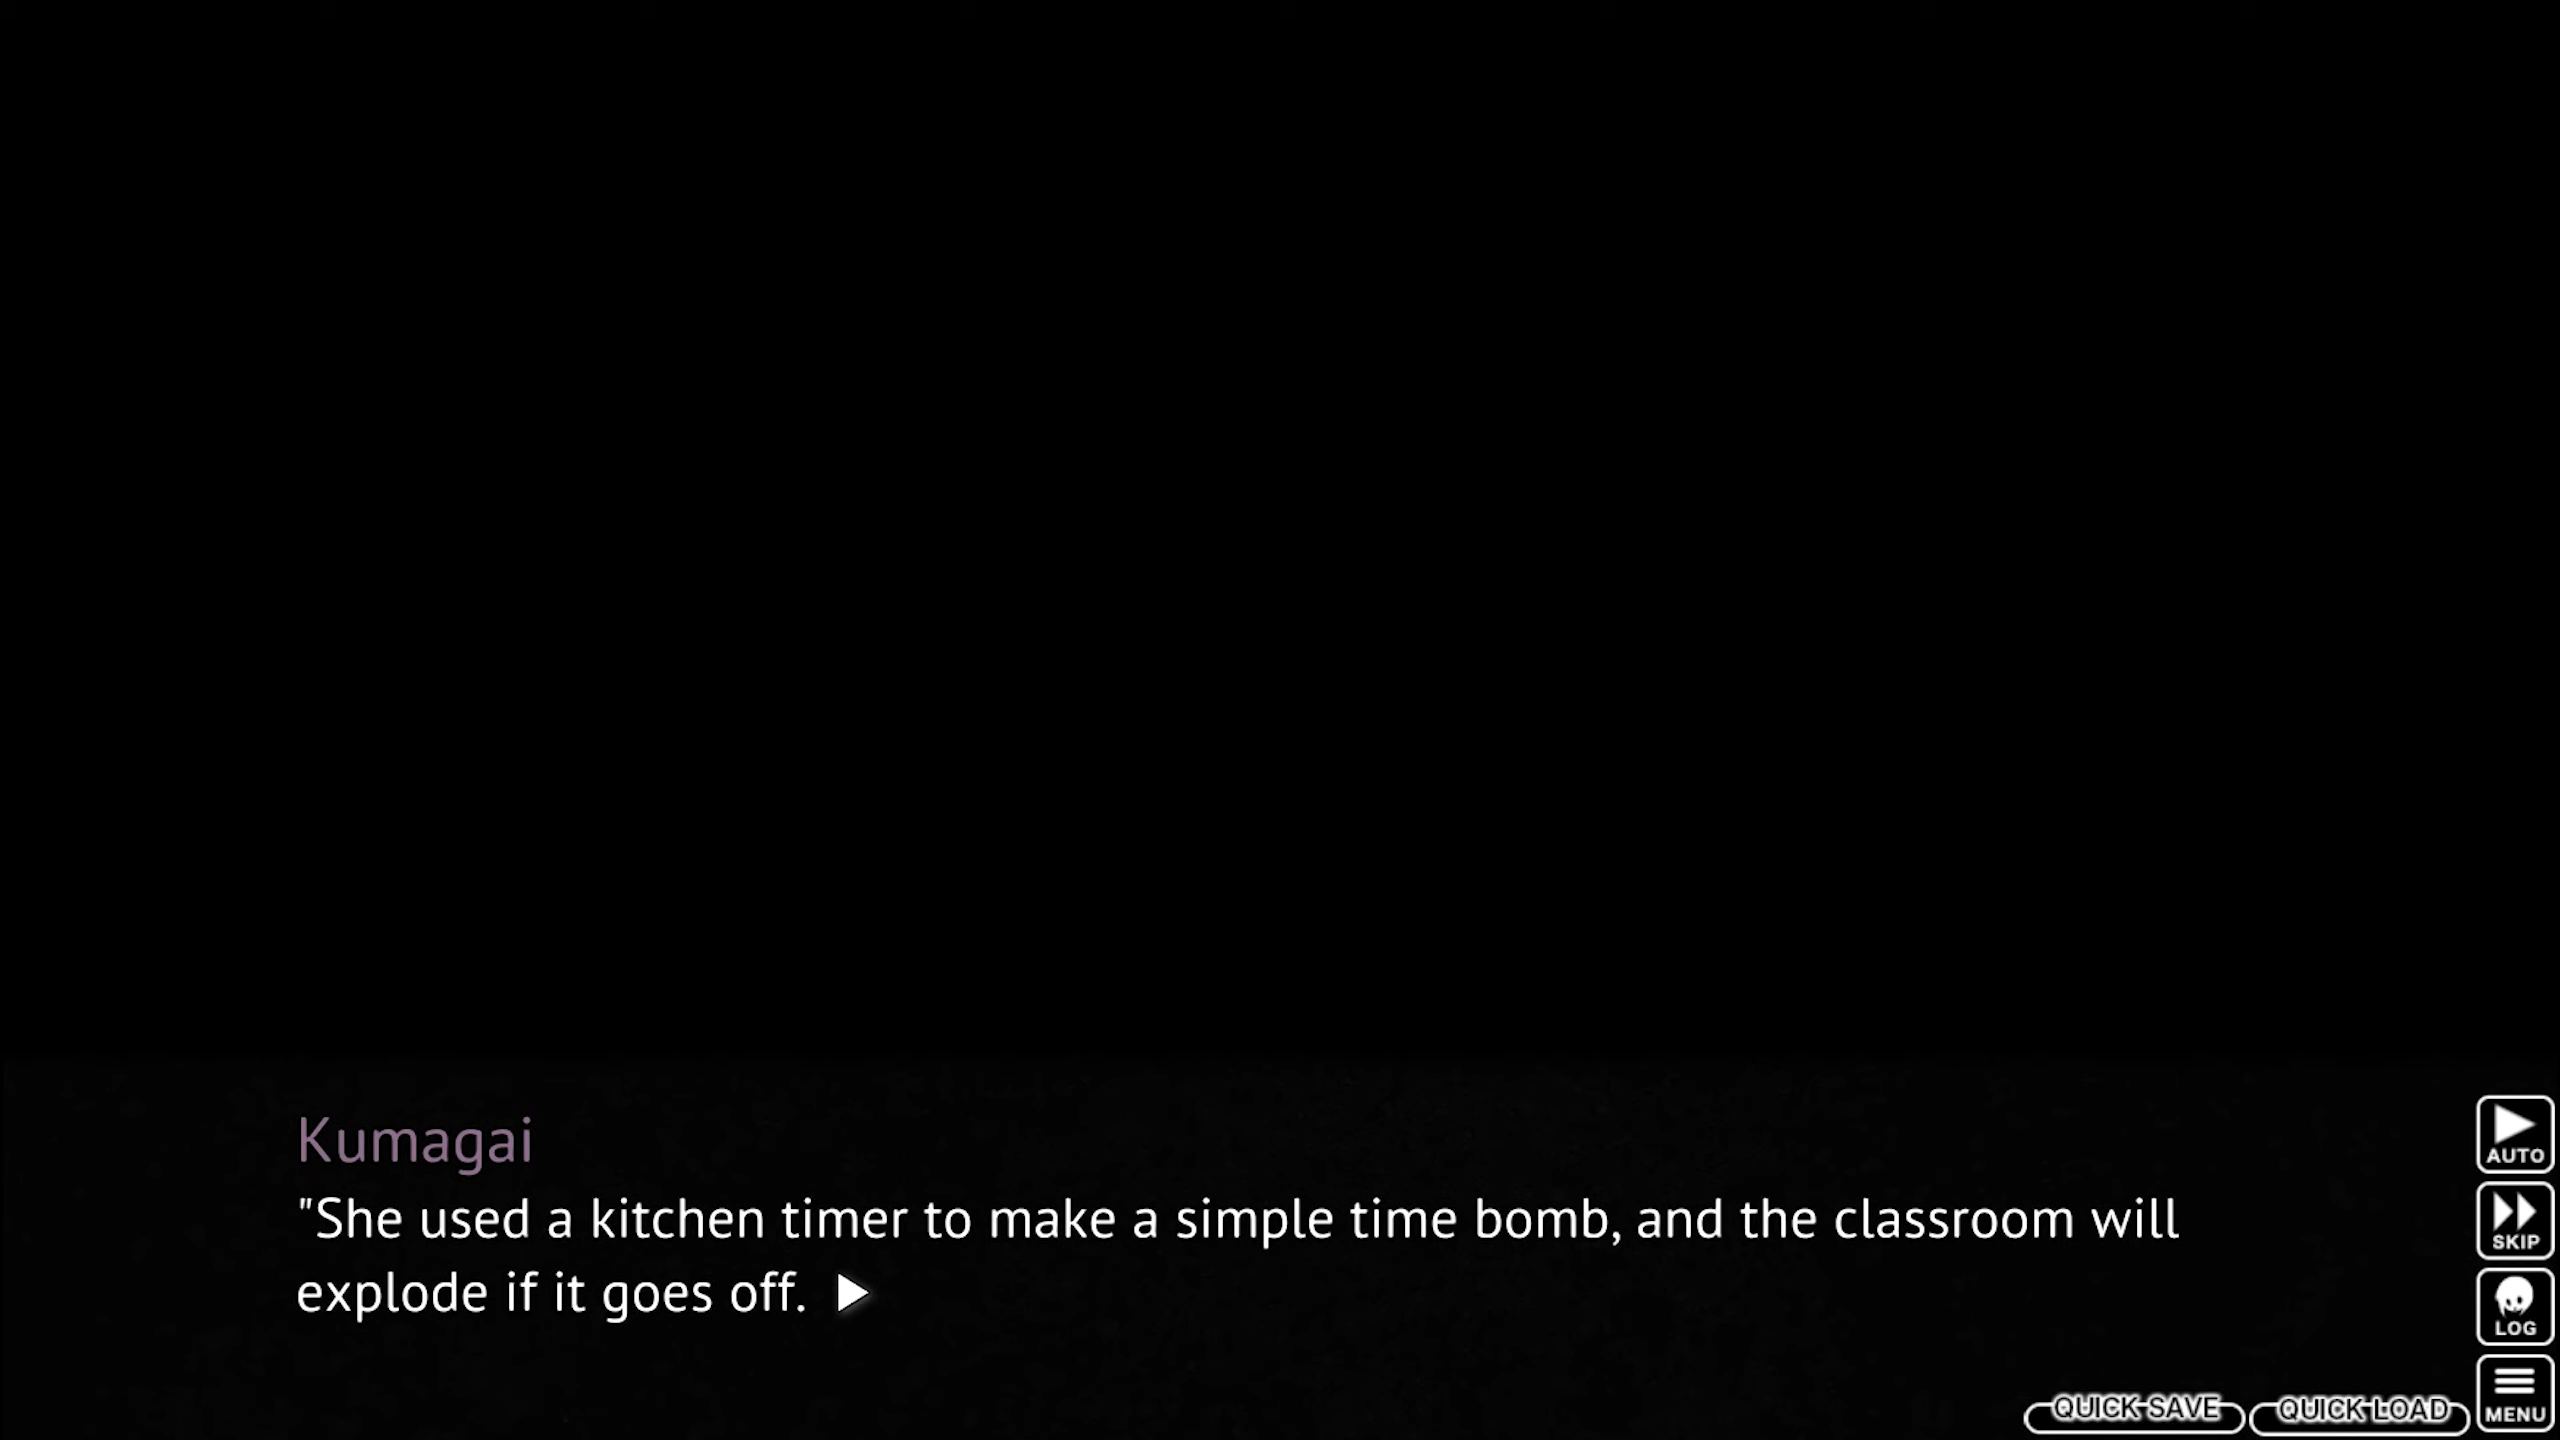 Kumagai
"She used a kitchen timer to make a simple time bomb, and the classroom will
explode if it goes off.
AUTO
SKIP
LOG
MENU
QUICK SAVE
QUICK LOAD